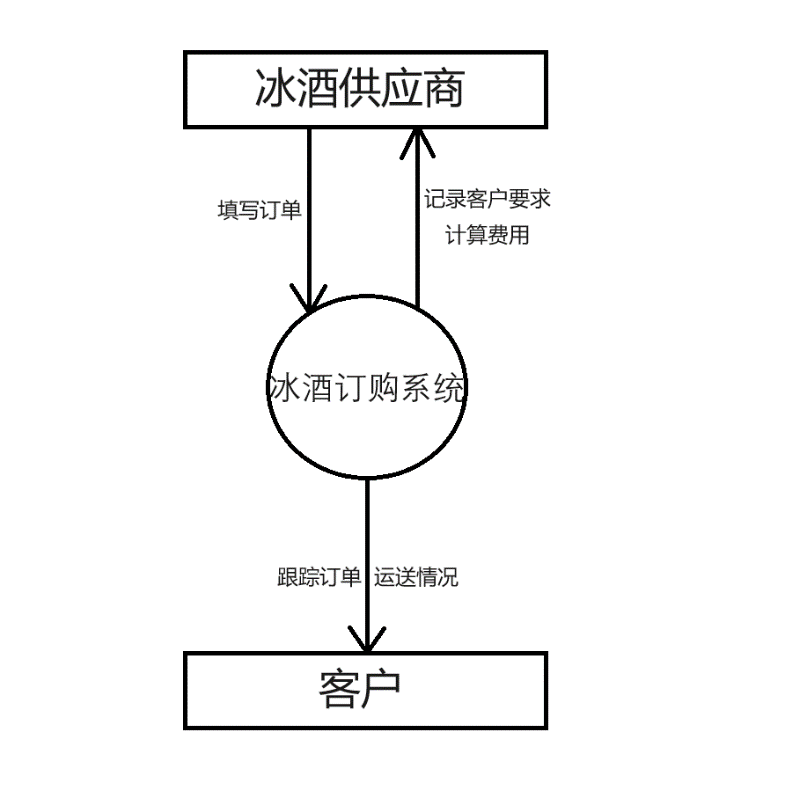 冰酒供应商
填写订单
记录客户要求
计算费用
冰酒订购系统
跟踪订单 运送情况
客户